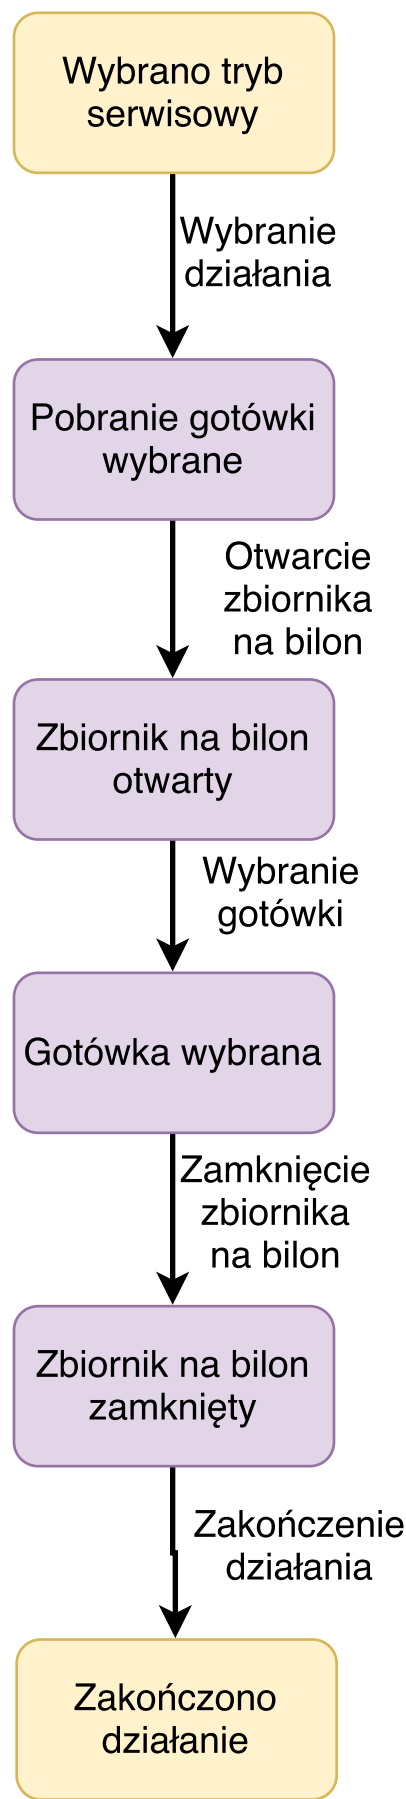 Wybrano tryb
serwisowy
Wybranie
działania
Pobranie gotówki
wybrane
Otwarcie
zbiornika
na bilon
Zbiornik na bilon
otwarty
Wybranie
gotówki
Gotówka wybrana
Zamknięcie
zbiornika
na bilon
Zbiornik na bilon
zamknięty
Zakończenie
działania
Zakończono
działanie